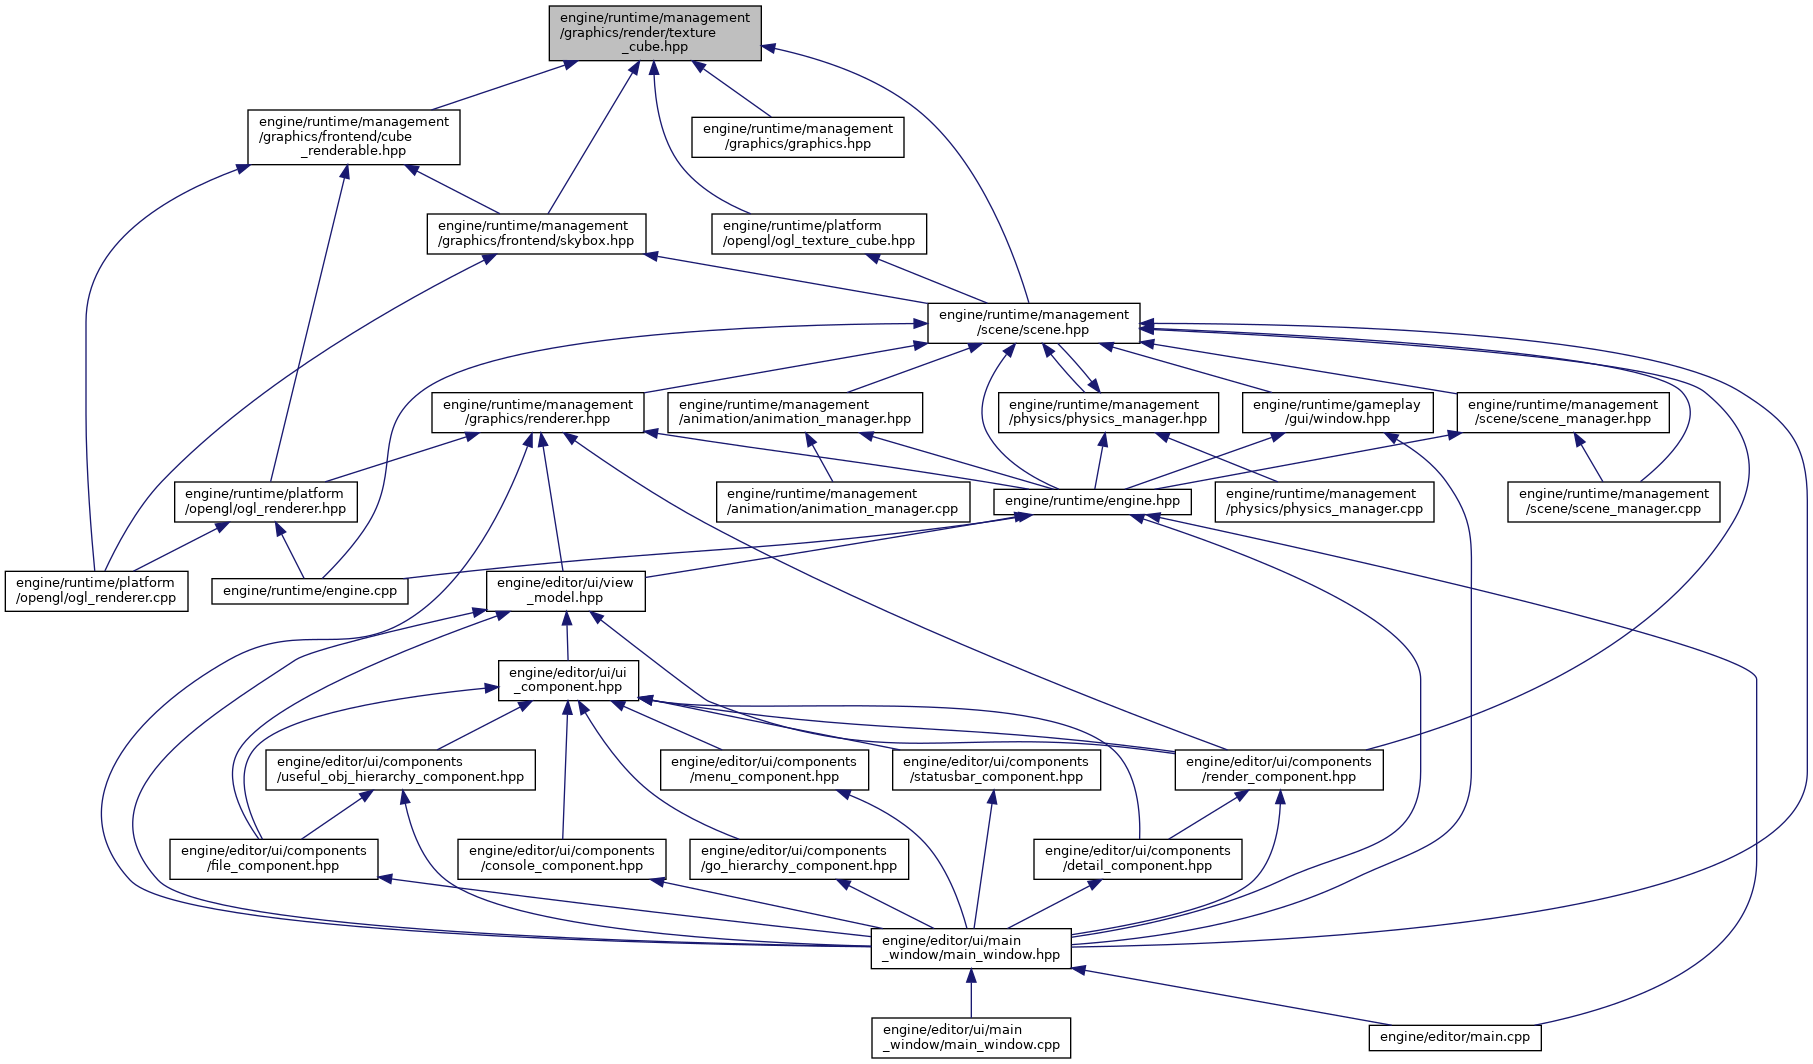 engine/runtime/management
/graphics/render/texture
_cube.hpp
engine/runtime/management
/graphics/frontend/cube
_renderable.hpp
engine/runtime/management
/graphics/graphics.hpp
engine/runtime/management
/graphics/frontend/skybox.hpp
engine/runtime/platform
/opengl/ogl_texture_cube.hpp
engine/runtime/management
/scene/scene.hpp
engine/runtime/management
/graphics/renderer.hpp
engine/runtime/management
/animation/animation_manager.hpp
engine/runtime/management
/physics/physics_manager.hpp
engine/runtime/gameplay
/gui/window.hpp
engine/runtime/management
/scene/scene_manager.hpp
engine/runtime/platform
/opengl/ogl_renderer.hpp
engine/runtime/management
/animation/animation_manager.cpp
engine/runtime/engine.hpp
engine/runtime/management
/physics/physics_manager.cpp
engine/runtime/management
/scene/scene_manager.cpp
engine/runtime/platform
/opengl/ogl_renderer.cpp
engine/runtime/engine.cpp
engine/editor/ui/view
_model.hpp
engine/editor/ui/ui
_component.hpp
engine/editor/ui/components
/useful_obj_hierarchy_component.hpp
engine/editor/ui/components
/menu_component.hpp
engine/editor/ui/components
/statusbar_component.hpp
engine/editor/ui/components
/render_component.hpp
engine/editor/ui/components
/file_component.hpp
engine/editor/ui/components
/console_component.hpp
engine/editor/ui/components
/go_hierarchy_component.hpp
engine/editor/ui/components
/detail_component.hpp
engine/editor/ui/main
_window/main_window.hpp
engine/editor/ui/main
_window/main_window.cpp
engine/editor/main.cpp